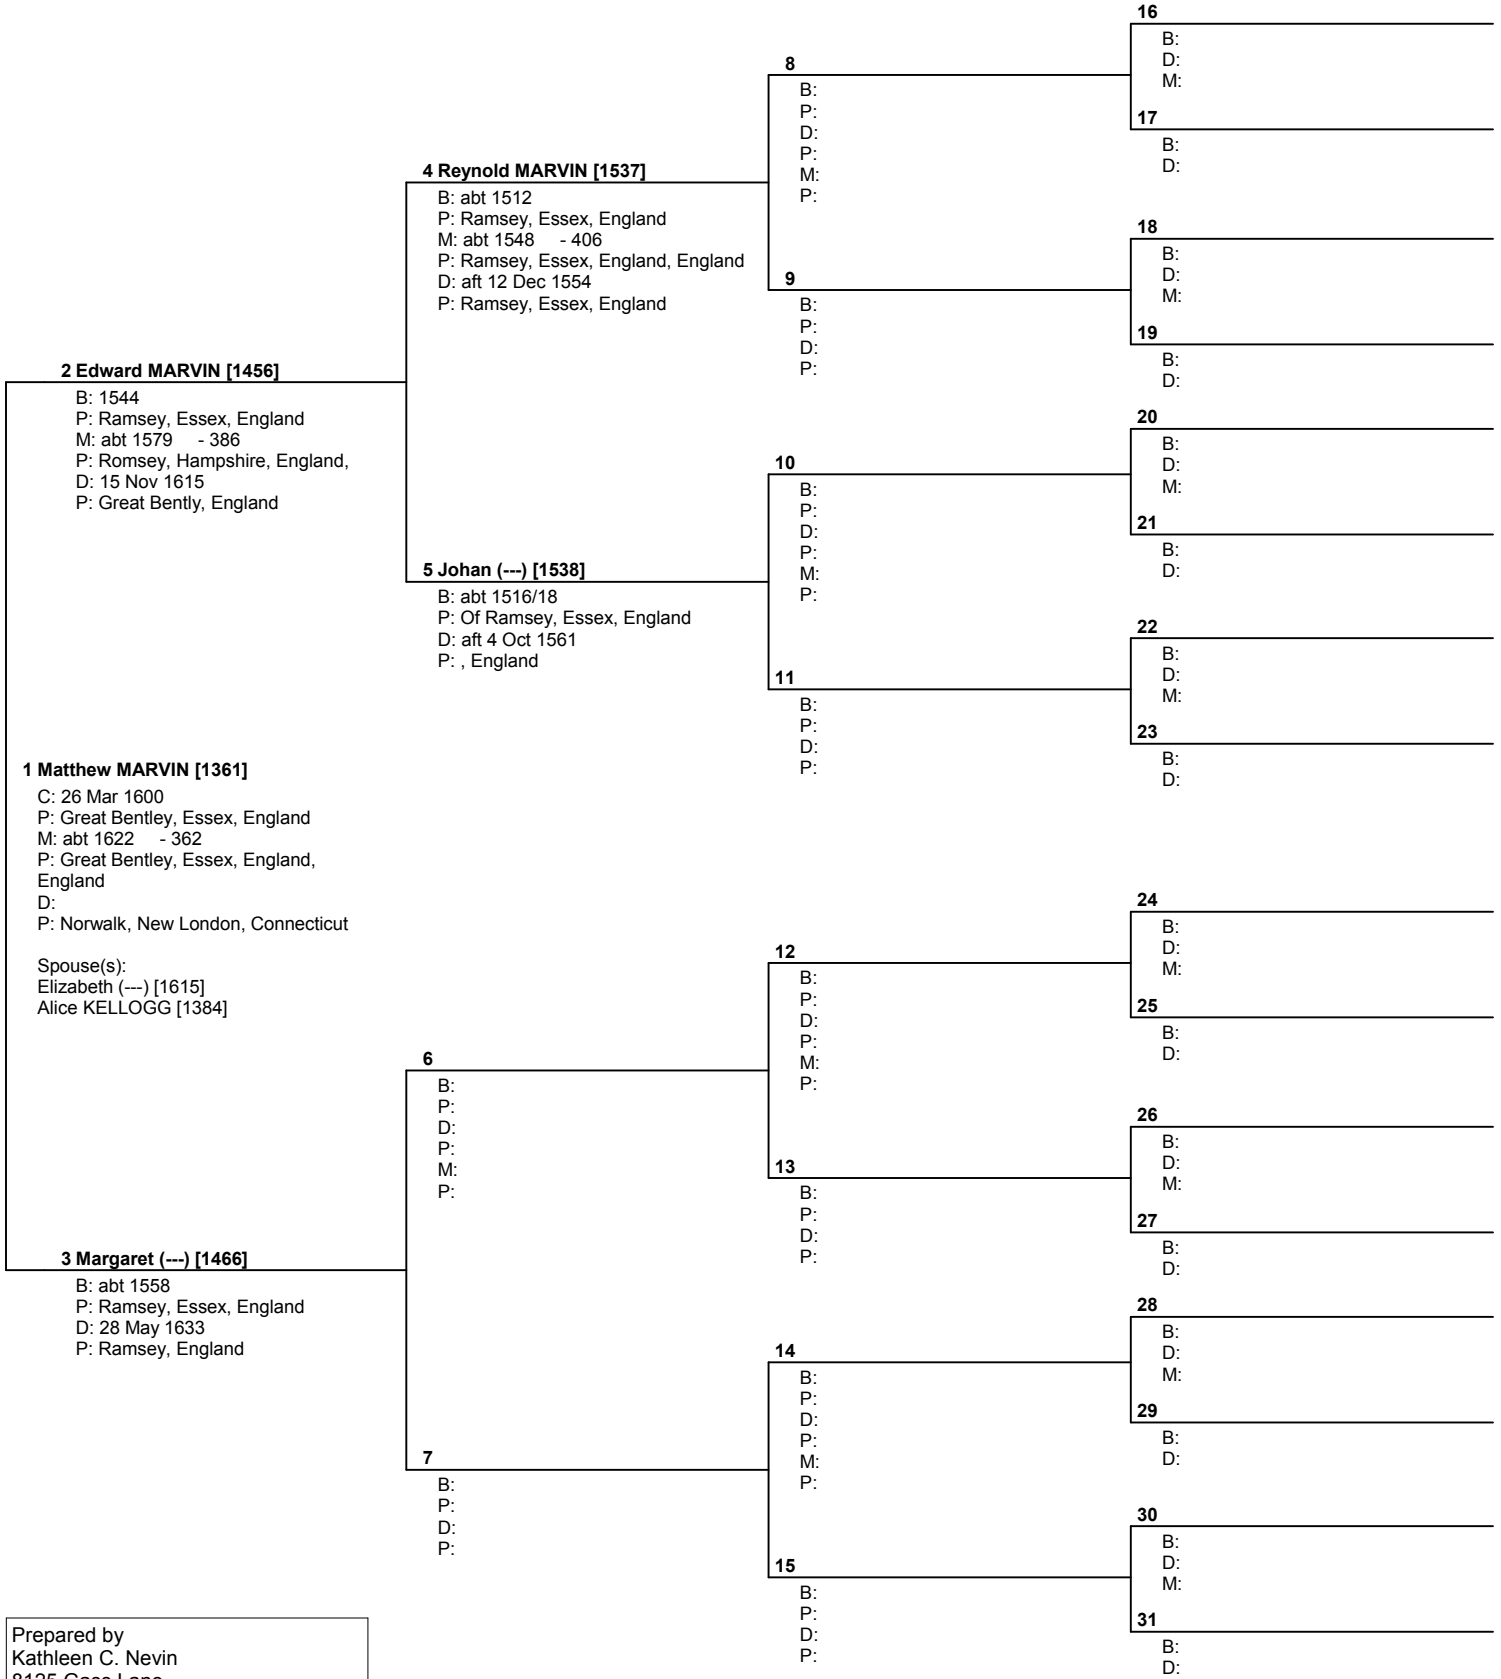 16
B:
D:
M:
8
B:
P:
D:
P:
M:
P:
17
B:
D:
4 Reynold MARVIN [1537]
B: abt 1512
P: Ramsey, Essex, England
M: abt 1548 - 406
P: Ramsey, Essex, England, England
D: aft 12 Dec 1554
P: Ramsey, Essex, England
18
B:
D:
M:
9
B:
P:
D:
P:
19
B:
D:
2 Edward MARVIN [1456]
B: 1544
P: Ramsey, Essex, England
M: abt 1579 - 386
P: Romsey, Hampshire, England,
D: 15 Nov 1615
P: Great Bently, England
20
B:
D:
M:
10
B:
P:
D:
P:
M:
P:
21
B:
D:
5 Johan (---) [1538]
B: abt 1516/18
P: Of Ramsey, Essex, England
D: aft 4 Oct 1561
P: , England
22
B:
D:
M:
11
B:
P:
D:
P:
23
B:
D:
1 Matthew MARVIN [1361]
C: 26 Mar 1600
P: Great Bentley, Essex, England
M: abt 1622 - 362
P: Great Bentley, Essex, England,
England
D:
P: Norwalk, New London, Connecticut
Spouse(s):
Elizabeth (---) [1615]
Alice KELLOGG [1384]
24
B:
D:
M:
12
B:
P:
D:
P:
M:
P:
25
B:
D:
6
B:
P:
D:
P:
M:
P:
26
B:
D:
M:
13
B:
P:
D:
P:
27
B:
D:
3 Margaret (---) [1466]
B: abt 1558
P: Ramsey, Essex, England
D: 28 May 1633
P: Ramsey, England
28
B:
D:
M:
14
B:
P:
D:
P:
M:
P:
29
B:
D:
7
B:
P:
D:
P:
30
B:
D:
M:
15
B:
P:
D:
P:
31
B:
D:
Prepared by
Kathleen C. Nevin
8125 Lane